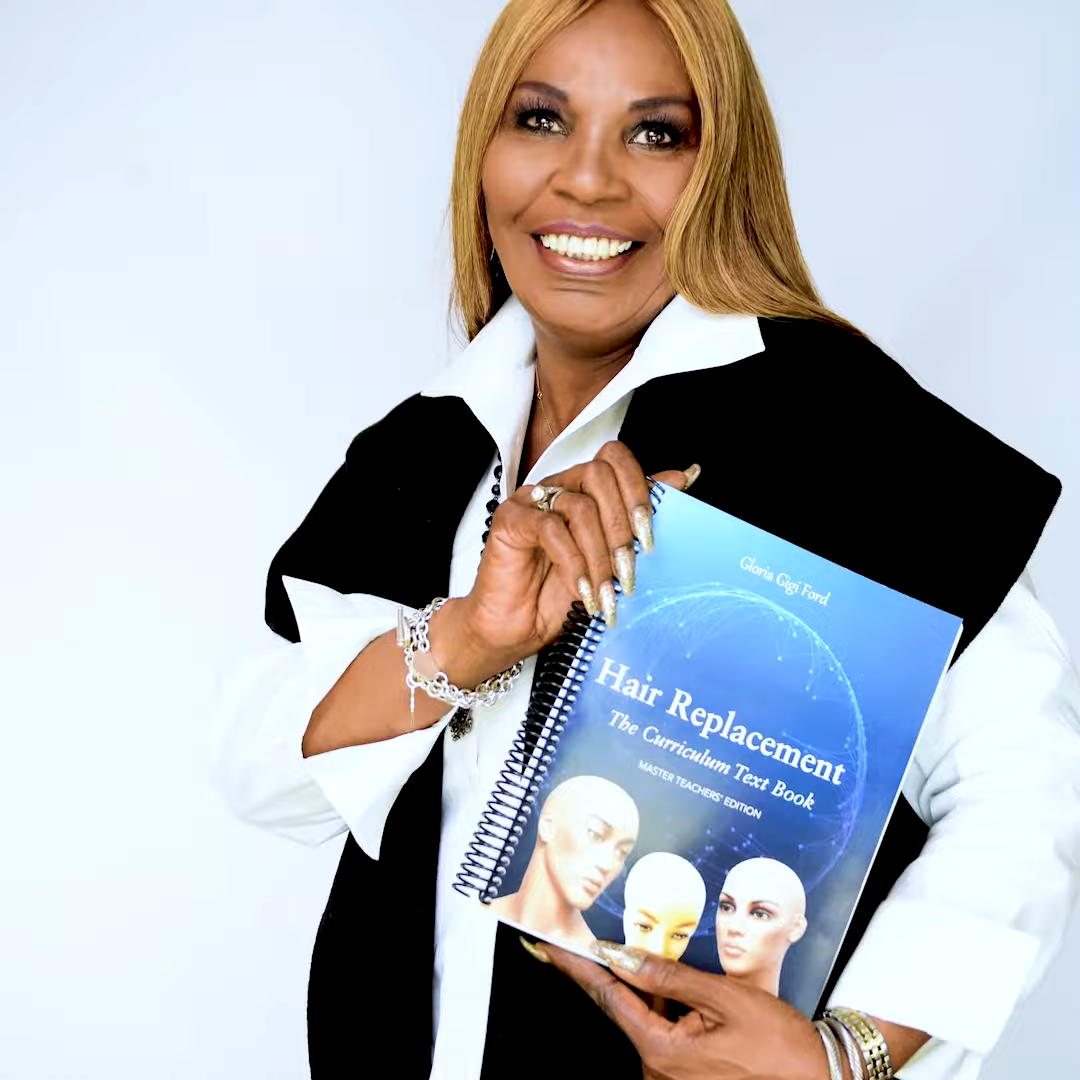 Gloria Gigi Ford
Hair Replacement
The Curriculum Text Book
MASTER TEACHERS' EDITION